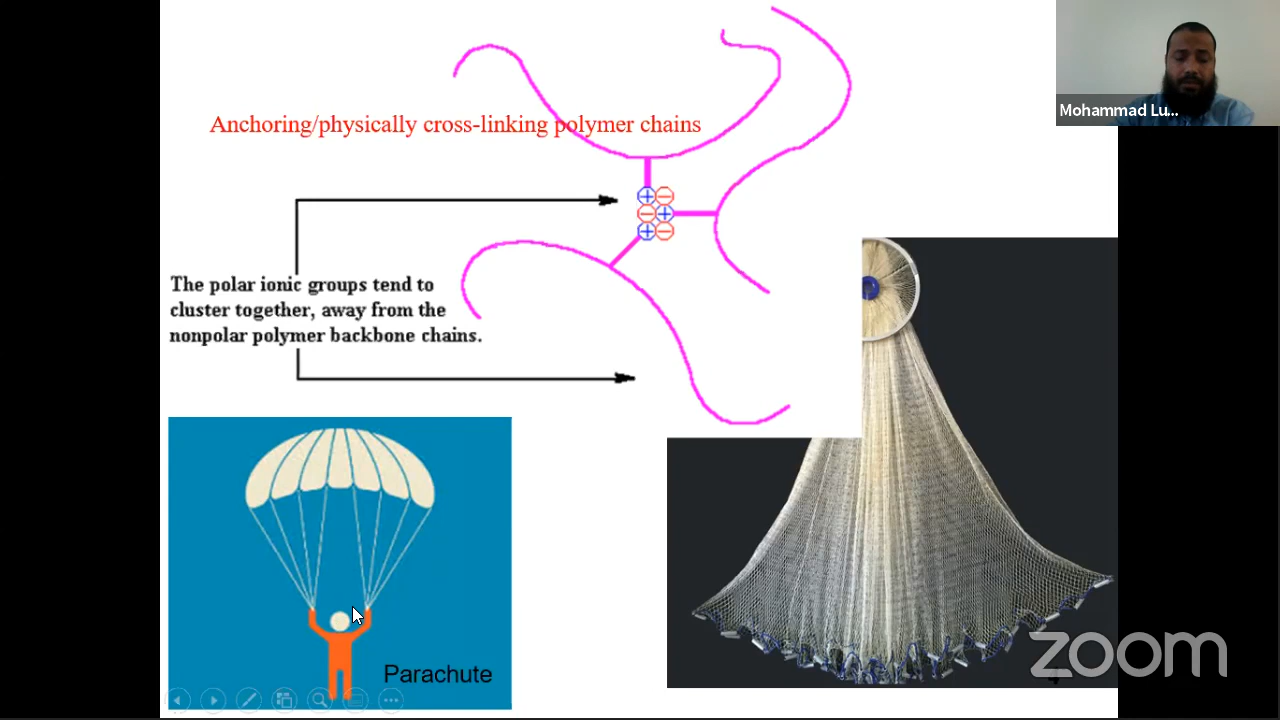 Mohammad Lu...
Anchoring/physically cross-linking polymer chains
The polar ionic groups tend to
cluster together, away from the
nonpolar polymer backbone chains.
Parachute
zoom